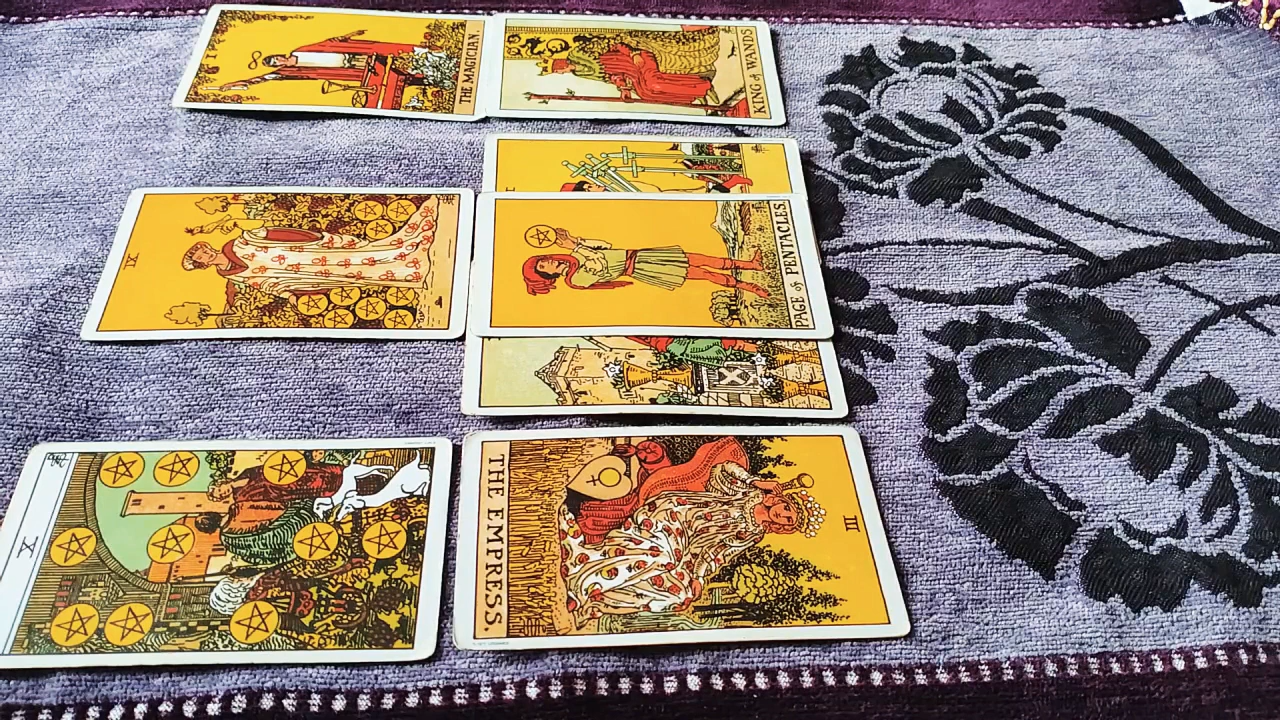 I
THE MAGICIAN.
KING of WANDS
IX
PAGE of PENTACLES.
X
THE EMPRESS.
III